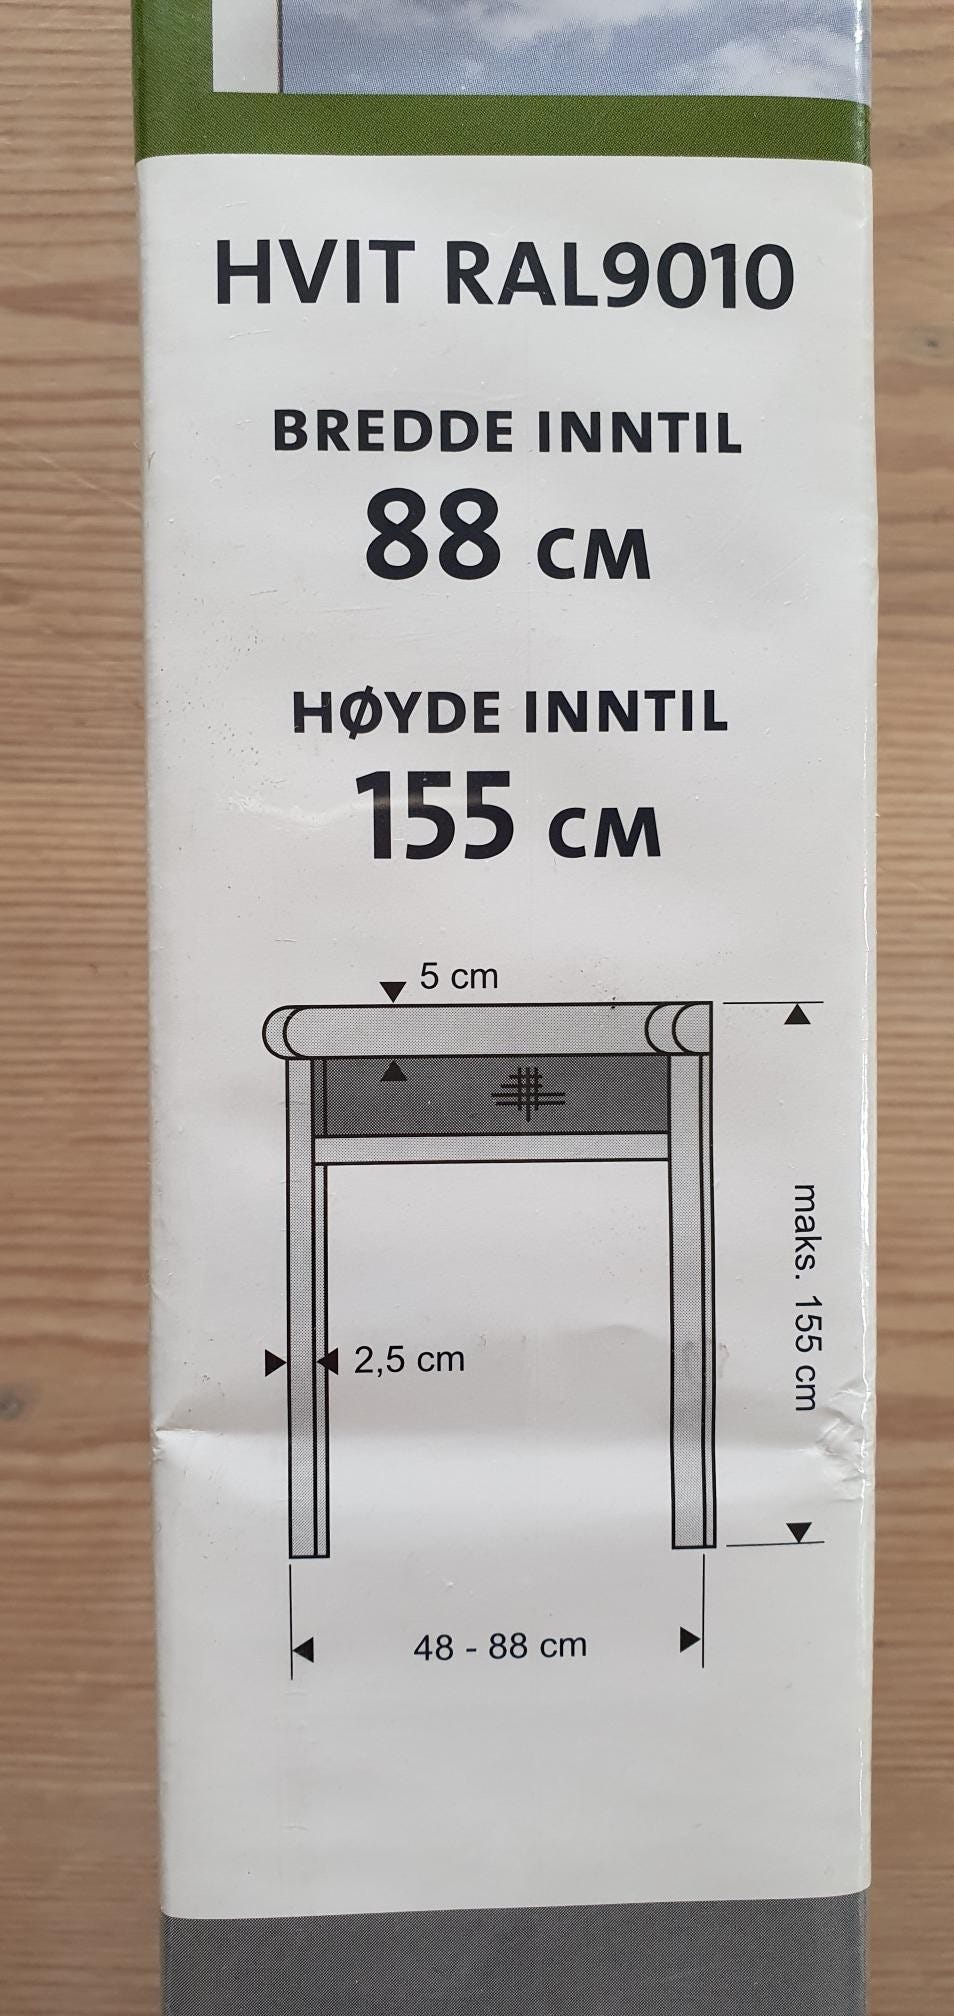 HVIT RAL9010
BREDDE INNTIL
88 CM
HØYDE INNTIL
155 CM
5 cm
maks. 155 cm
2,5 cm
48 - 88 cm